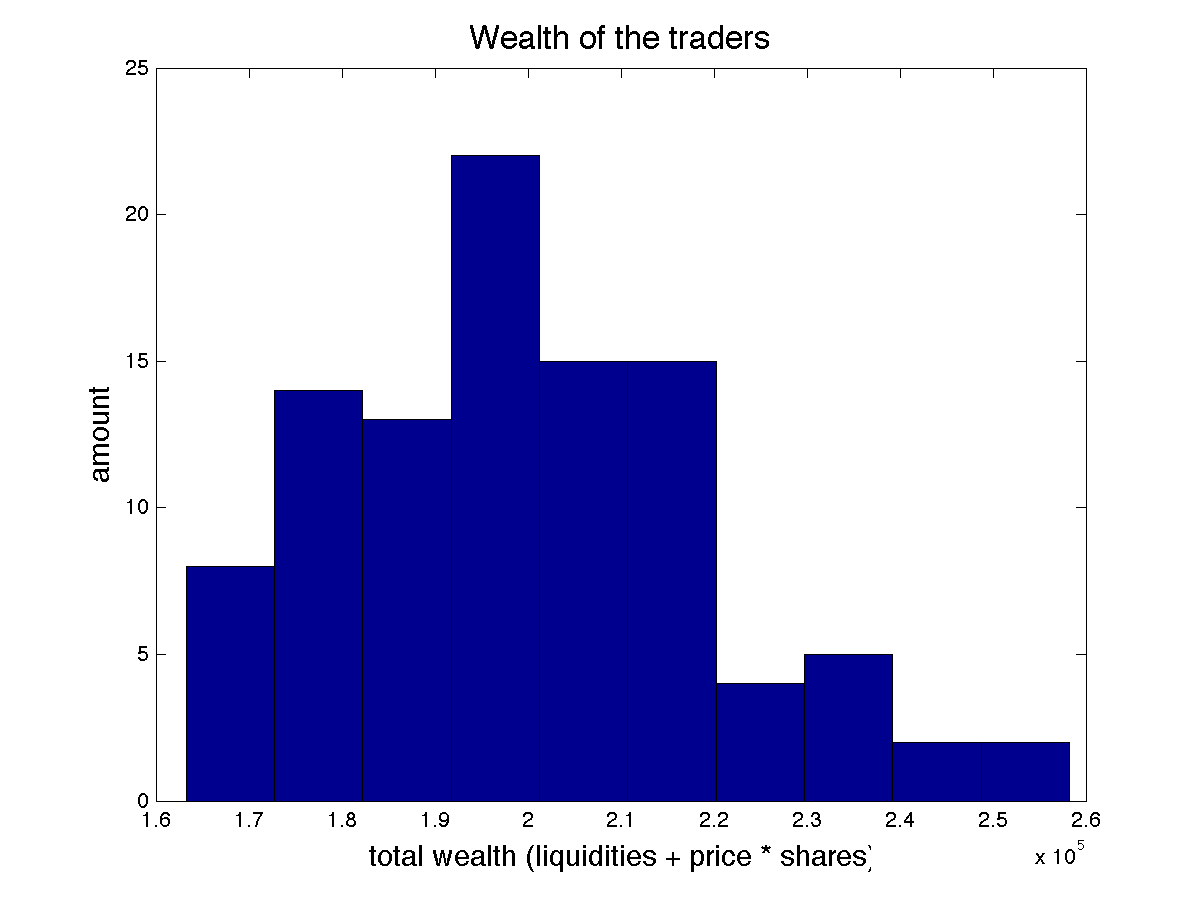 Wealth of the traders
25
20
15
10
5
0
amount
1.6 1.7 1.8 1.9 2 2.1 2.2 2.3 2.4 2.5 2.6
total wealth (liquidities + price * shares)
x 10^5